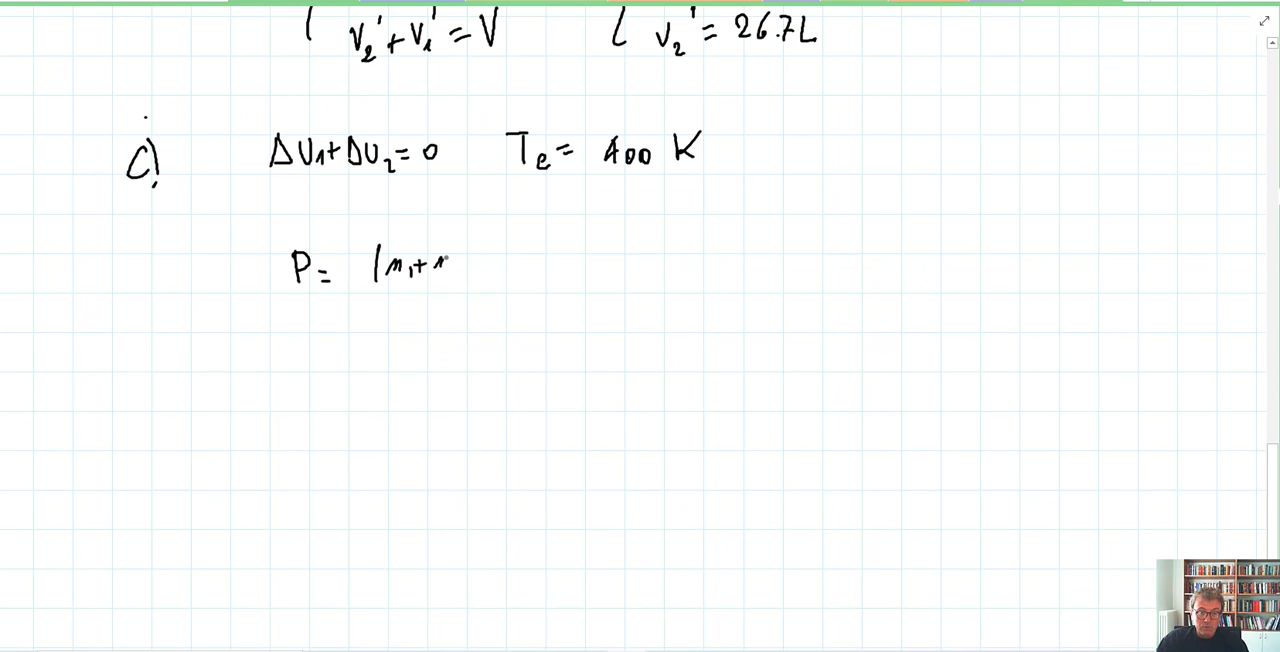 V₂' + V₁' = V V₂' = 26.7L
C) ΔU₁ + ΔU₂ = 0 Tₑ = 400 K
P = (n₁ + n